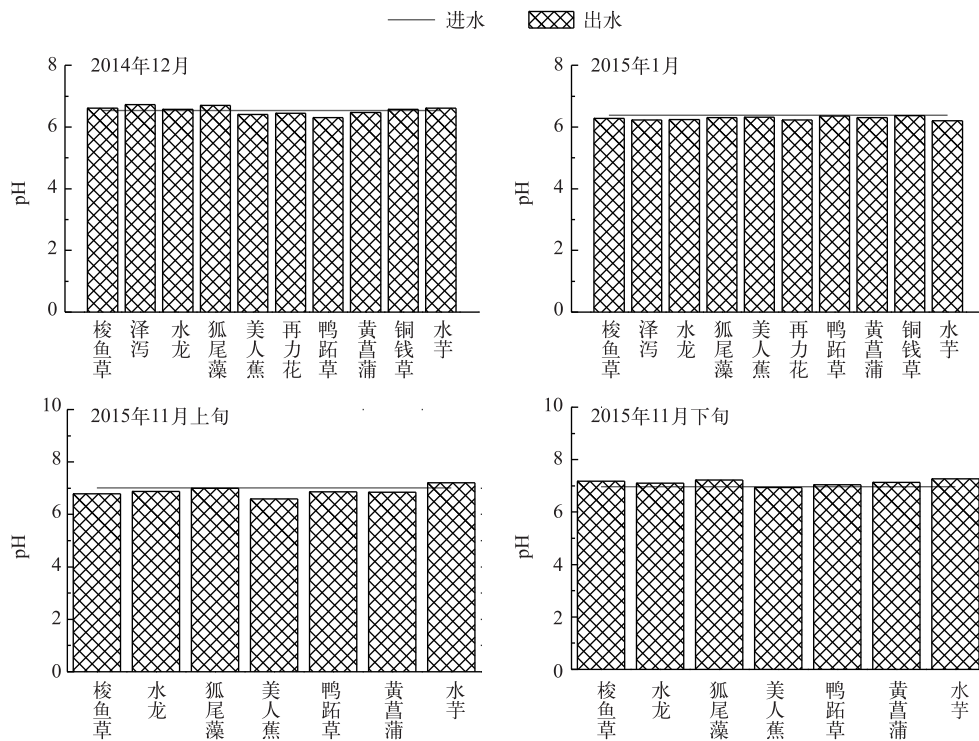 进水 出水
2014年12月
8
6
4
2
0
pH
梭鱼草 泽泻 水龙 狐尾藻 美人蕉 再力花 鸭跖草 黄菖蒲 铜钱草 水芋
2015年1月
8
6
4
2
0
pH
梭鱼草 泽泻 水龙 狐尾藻 美人蕉 再力花 鸭跖草 黄菖蒲 铜钱草 水芋
2015年11月上旬
10
8
6
4
2
0
pH
梭鱼草 水龙 狐尾藻 美人蕉 鸭跖草 黄菖蒲 水芋
2015年11月下旬
10
8
6
4
2
0
pH
梭鱼草 水龙 狐尾藻 美人蕉 鸭跖草 黄菖蒲 水芋